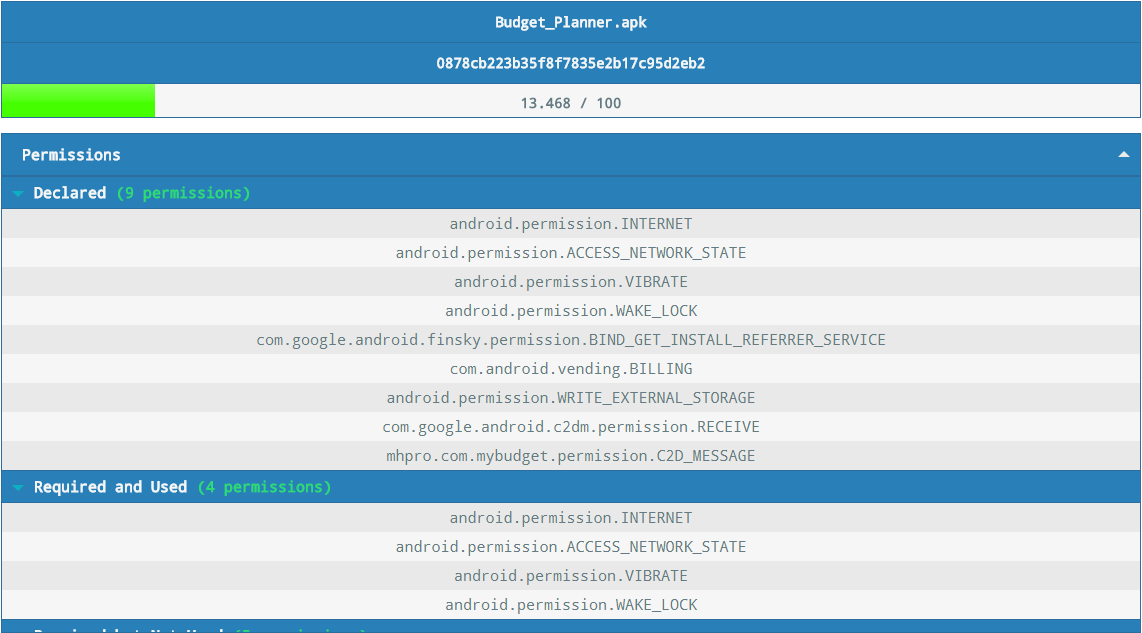 Budget_Planner.apk
0878cb223b35f8f7835e2b17c95d2eb2
13.468 / 100
Permissions
Declared (9 permissions)
android.permission.INTERNET
android.permission.ACCESS_NETWORK_STATE
android.permission.VIBRATE
android.permission.WAKE_LOCK
com.google.android.finsky.permission.BIND_GET_INSTALL_REFERRER_SERVICE
com.android.vending.BILLING
android.permission.WRITE_EXTERNAL_STORAGE
com.google.android.c2dm.permission.RECEIVE
mhpro.com.mybudget.permission.C2D_MESSAGE
Required and Used (4 permissions)
android.permission.INTERNET
android.permission.ACCESS_NETWORK_STATE
android.permission.VIBRATE
android.permission.WAKE_LOCK